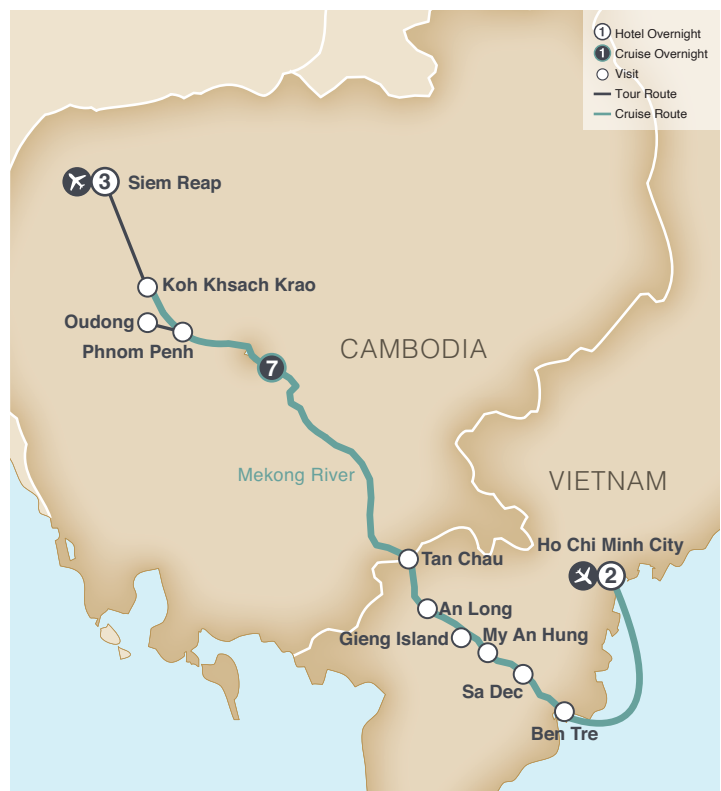 1 Hotel Overnight
1 Cruise Overnight
Visit
Tour Route
Cruise Route
3 Siem Reap
Koh Khsach Krao
Oudong
Phnom Penh
CAMBODIA
7
Mekong River
VIETNAM
Ho Chi Minh City
2
Tan Chau
An Long
Gieng Island
My An Hung
Sa Dec
Ben Tre